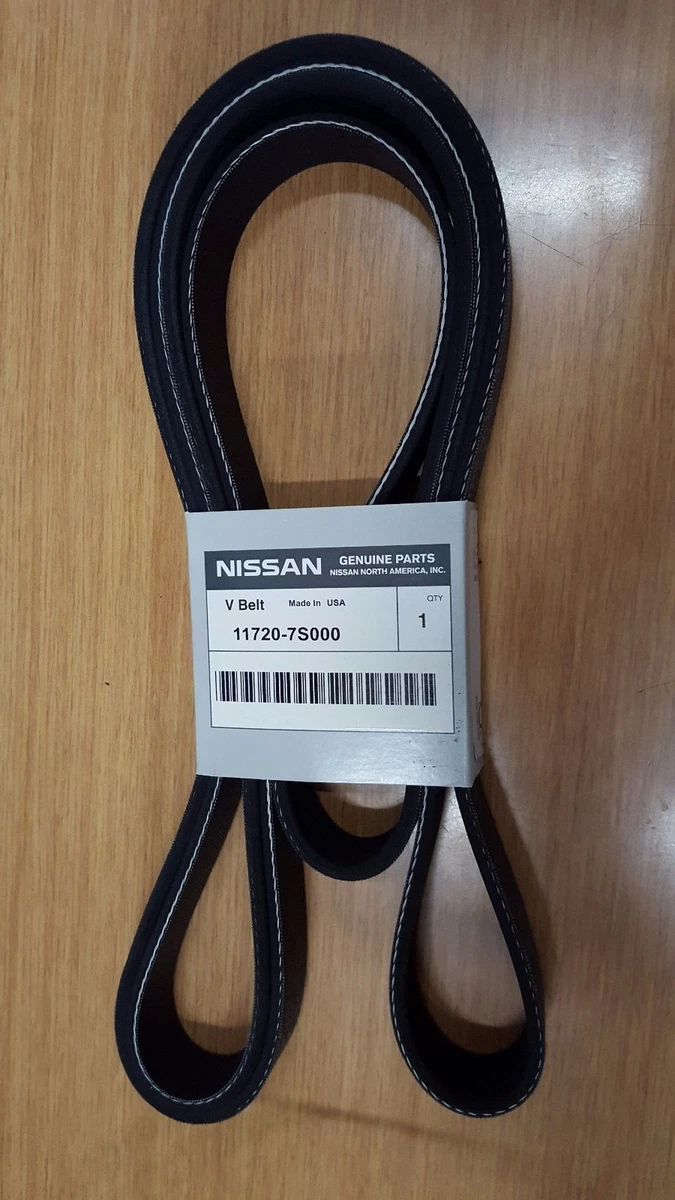 NISSAN GENUINE PARTS
NISSAN NORTH AMERICA, INC.
V Belt Made In USA QTY
11720-7S000 1